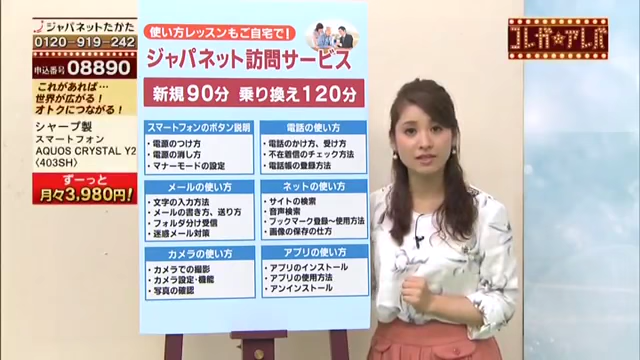 ジャパネットたかた
0120-919-242
申込番号 08890
これがあれば…
世界が広がる！
オトクにつながる！
シャープ製
スマートフォン
AQUOS CRYSTAL Y2
(403SH)
ずーっと
月々3,980円！
使い方レッスンもご自宅で！
ジャパネット訪問サービス
新規90分 乗り換え120分
スマートフォンのボタン説明
・電源のつけ方
・電源の消し方
・マナーモードの設定
電話の使い方
・電話のかけ方、受け方
・不在着信のチェック方法
・電話帳の登録方法
メールの使い方
・文字の入力方法
・メールの書き方、送り方
・フォルダ分け受信
・迷惑メール対策
ネットの使い方
・サイトの検索
・音声検索
・ブックマーク登録～使用方法
・画像の保存の仕方
カメラの使い方
・カメラでの撮影
・カメラ設定・機能
・写真の確認
アプリの使い方
・アプリのインストール
・アプリの使用方法
・アンインストール
コレガ★アレバ